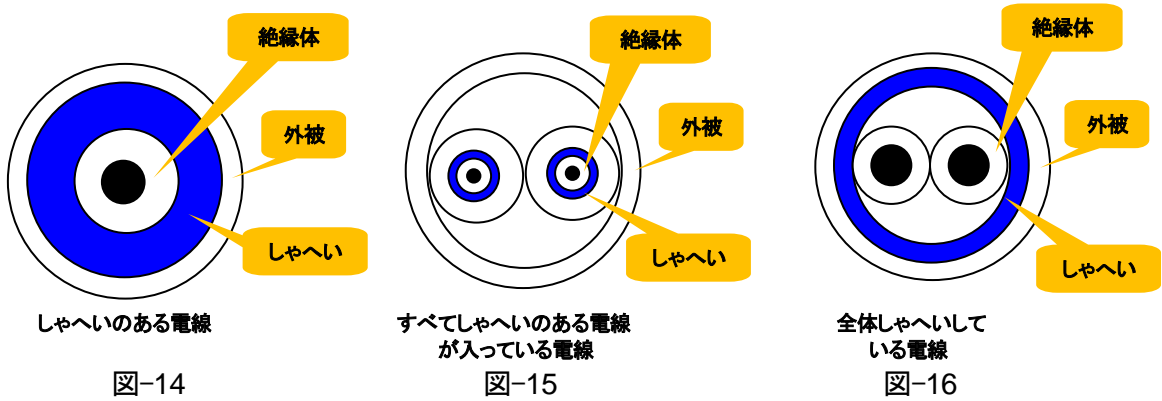 絶縁体
外被
しゃへい
しゃへいのある電線
図-14
絶縁体
外被
しゃへい
すべてしゃへいのある電線
が入っている電線
図-15
絶縁体
外被
しゃへい
全体しゃへいして
いる電線
図-16